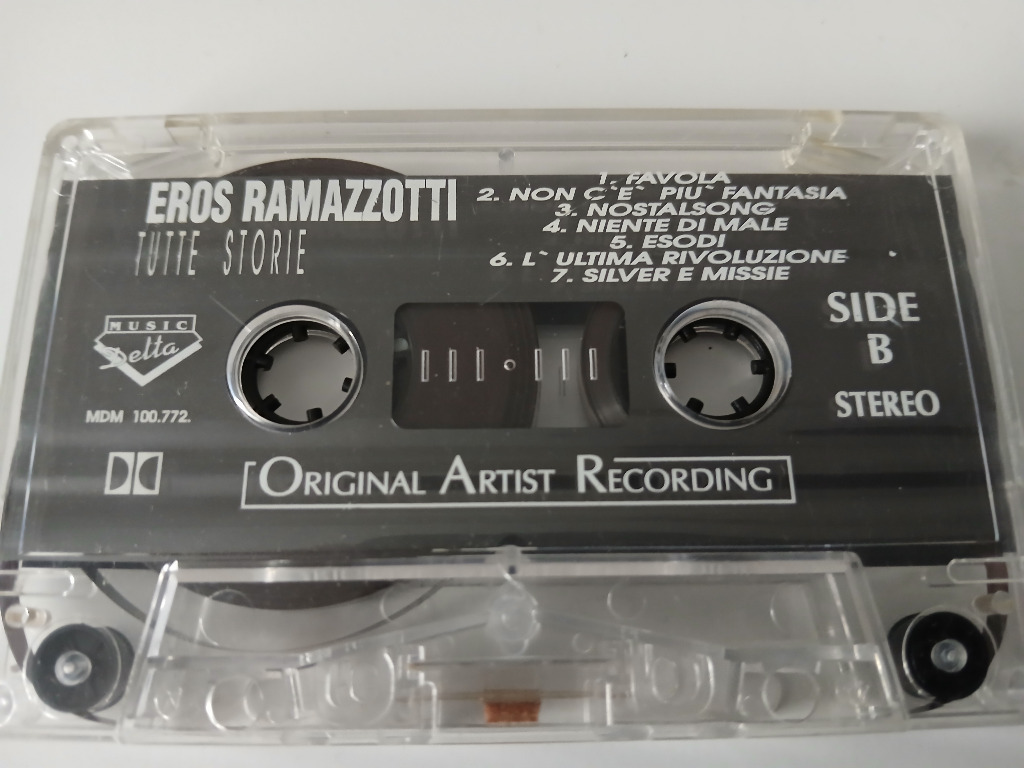 EROS RAMAZZOTTI
TUTTE STORIE
1. FAVOLA
2. NON C`E` PIU` FANTASIA
3. NOSTALSONG
4. NIENTE DI MALE
5. ESODI
6. L` ULTIMA RIVOLUZIONE
7. SILVER E MISSIE
MUSIC
Delta
MDM 100.772.
SIDE
B
STEREO
ORIGINAL ARTIST RECORDING